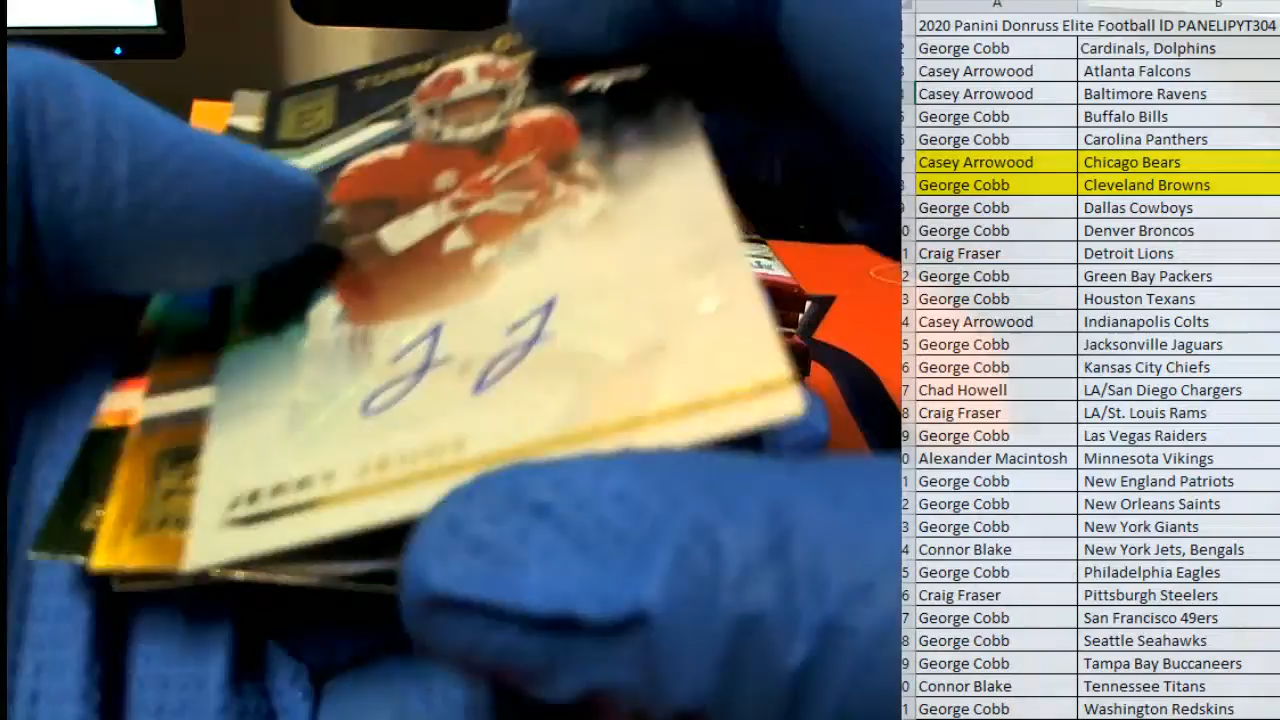 A B
2020 Panini Donruss Elite Football ID PANELIPYT304
George Cobb Cardinals, Dolphins
Casey Arrowood Atlanta Falcons
Casey Arrowood Baltimore Ravens
George Cobb Buffalo Bills
George Cobb Carolina Panthers
Casey Arrowood Chicago Bears
George Cobb Cleveland Browns
George Cobb Dallas Cowboys
George Cobb Denver Broncos
Craig Fraser Detroit Lions
George Cobb Green Bay Packers
George Cobb Houston Texans
Casey Arrowood Indianapolis Colts
George Cobb Jacksonville Jaguars
George Cobb Kansas City Chiefs
Chad Howell LA/San Diego Chargers
Craig Fraser LA/St. Louis Rams
George Cobb Las Vegas Raiders
Alexander Macintosh Minnesota Vikings
George Cobb New England Patriots
George Cobb New Orleans Saints
George Cobb New York Giants
Connor Blake New York Jets, Bengals
George Cobb Philadelphia Eagles
Craig Fraser Pittsburgh Steelers
George Cobb San Francisco 49ers
George Cobb Seattle Seahawks
George Cobb Tampa Bay Buccaneers
Connor Blake Tennessee Titans
George Cobb Washington Redskins
J J
JERRY